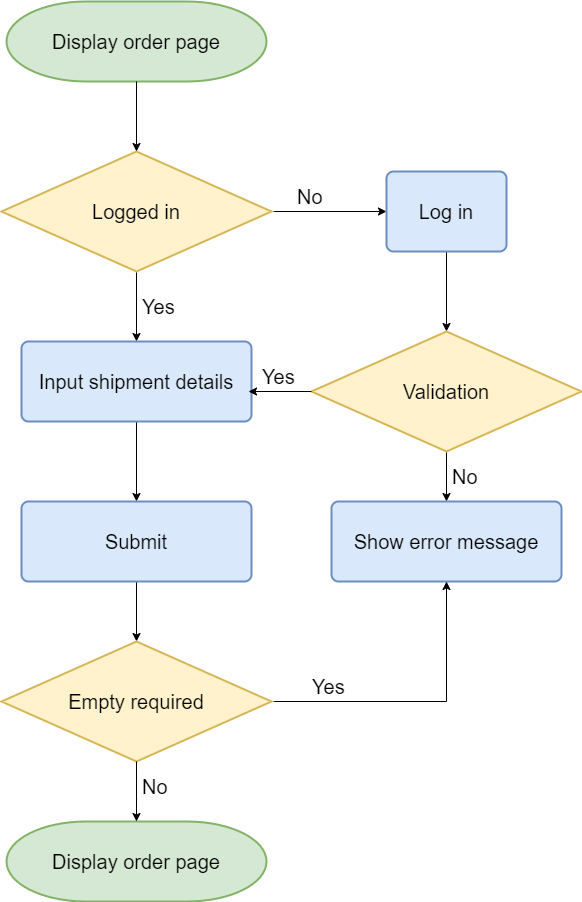 Display order page
Logged in
No
Log in
Yes
Input shipment details
Yes
Validation
No
Submit
Show error message
Empty required
Yes
No
Display order page